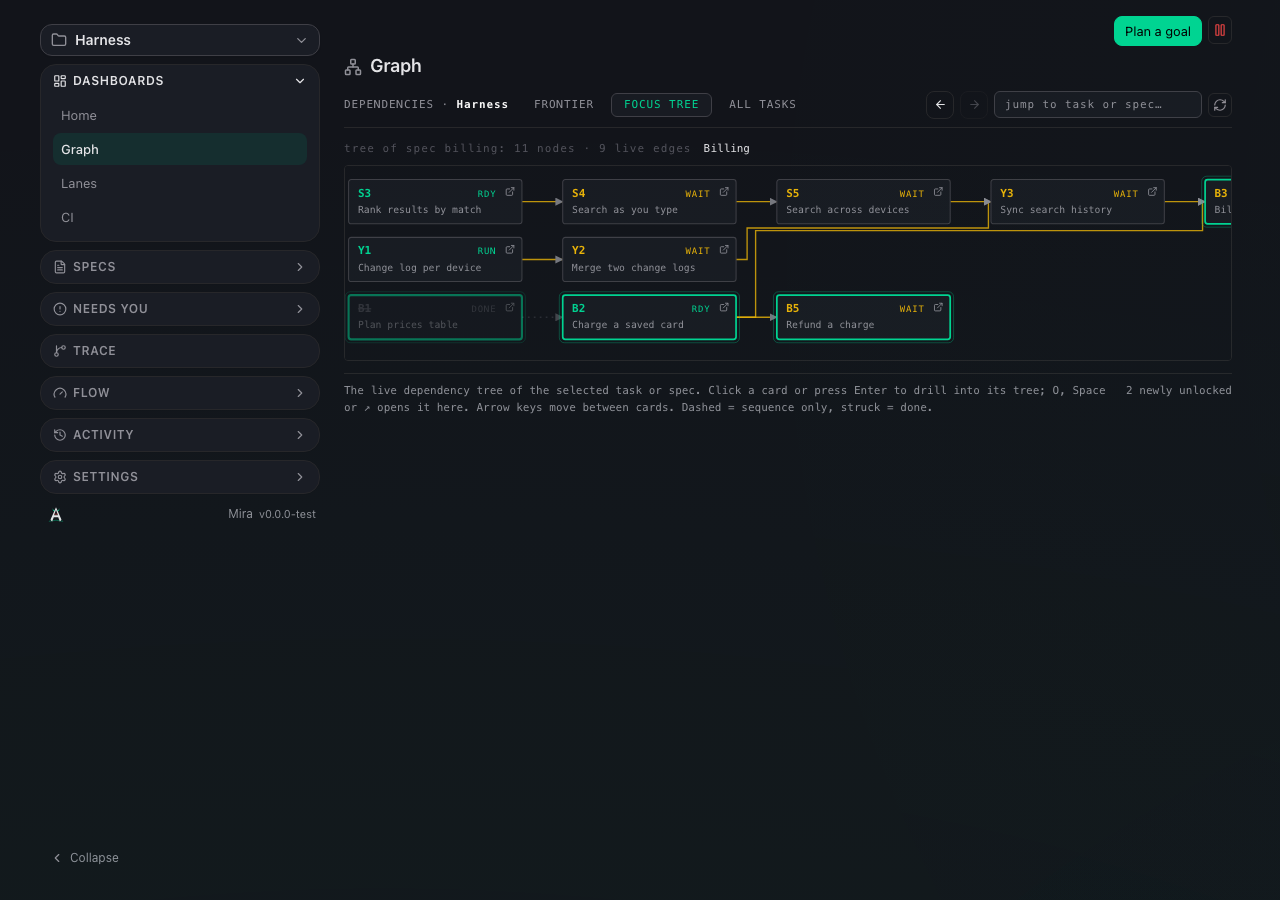 Harness
DASHBOARDS
Home
Graph
Lanes
CI
SPECS
NEEDS YOU
TRACE
FLOW
ACTIVITY
SETTINGS
Mira v0.0.0-test
Collapse
Plan a goal
Graph
DEPENDENCIES · Harness FRONTIER FOCUS TREE ALL TASKS
jump to task or spec…
tree of spec billing: 11 nodes · 9 live edges Billing
S3 RDY
Rank results by match
S4 WAIT
Search as you type
S5 WAIT
Search across devices
Y3 WAIT
Sync search history
B3
Bil
Y1 RUN
Change log per device
Y2 WAIT
Merge two change logs
B1 DONE
Plan prices table
B2 RDY
Charge a saved card
B5 WAIT
Refund a charge
The live dependency tree of the selected task or spec. Click a card or press Enter to drill into its tree; O, Space
or ↗ opens it here. Arrow keys move between cards. Dashed = sequence only, struck = done.
2 newly unlocked